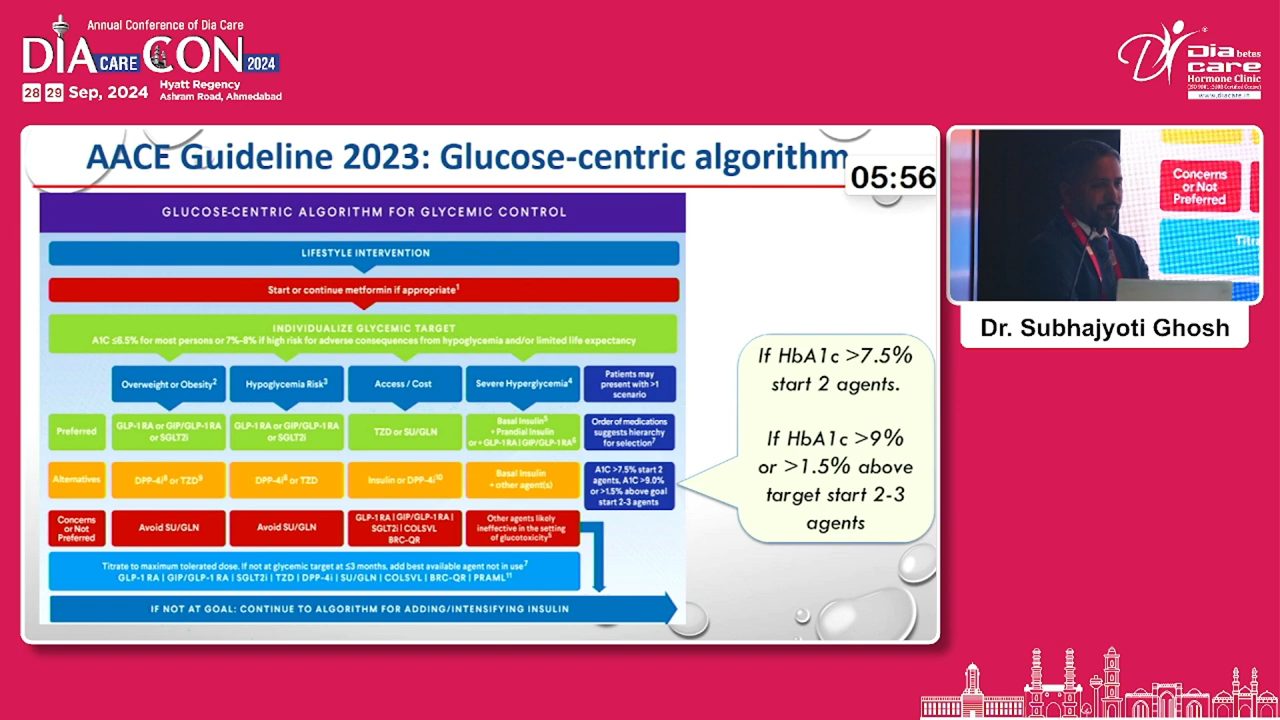 Annual Conference of Dia Care
DIA CARE CON 2024
28 29 Sep, 2024
Hyatt Regency
Ashram Road, Ahmedabad
Diabetes
care
Hormone Clinic
www.diacare.in
AACE Guideline 2023: Glucose-centric algorithm
05:56
GLUCOSE-CENTRIC ALGORITHM FOR GLYCEMIC CONTROL
LIFESTYLE INTERVENTION
Start or continue metformin if appropriate1
INDIVIDUALIZE GLYCEMIC TARGET
A1C ≤6.5% for most persons or 7%-8% if high risk for adverse consequences from hypoglycemia and/or limited life expectancy
Overweight or Obesity2
Hypoglycemia Risk3
Access / Cost
Severe Hyperglycemia4
Patients may
present with >1
scenario
Preferred
GLP-1 RA or GIP/GLP-1 RA
or SGLT2i
GLP-1 RA or GIP/GLP-1 RA
or SGLT2i
TZD or SU/GLN
Basal Insulin5
+ Prandial Insulin
or + GLP-1 RA | GIP/GLP-1 RA6
Order of medications
suggests hierarchy
for selection7
Alternatives
DPP-4i8 or TZD9
DPP-4i8 or TZD
Insulin or DPP-4i10
Basal Insulin
+ other agent(s)
A1C >7.5% start 2
agents, A1C >9.0%
or >1.5% above goal
start 2-3 agents
Concerns
or Not
Preferred
Avoid SU/GLN
Avoid SU/GLN
GLP-1 RA | GIP/GLP-1 RA |
SGLT2i | COLSVL
BRC-QR
Other agents likely
ineffective in the setting
of glucotoxicity5
Titrate to maximum tolerated dose. If not at glycemic target at ≤3 months, add best available agent not in use7
GLP-1 RA | GIP/GLP-1 RA | SGLT2i | TZD | DPP-4i | SU/GLN | COLSVL | BRC-QR | PRAML11
IF NOT AT GOAL: CONTINUE TO ALGORITHM FOR ADDING/INTENSIFYING INSULIN
If HbA1c >7.5%
start 2 agents.
If HbA1c >9%
or >1.5% above
target start 2-3
agents
Concerns
or Not
Preferred
Titra
Dr. Subhajyoti Ghosh